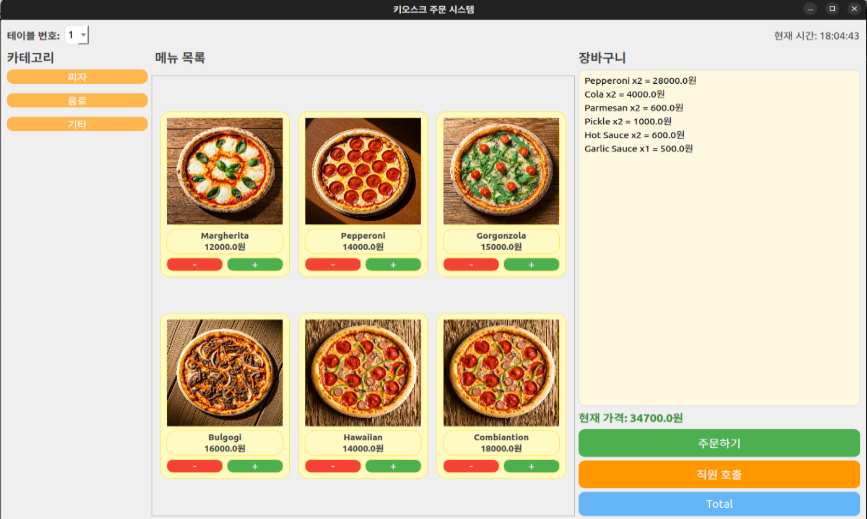 키오스크 주문 시스템
테이블 번호: 1
현재 시간: 18:04:43
카테고리
피자
음료
기타
메뉴 목록
Margherita
12000.0원
- +
Pepperoni
14000.0원
- +
Gorgonzola
15000.0원
- +
Bulgogi
16000.0원
- +
Hawaiian
14000.0원
- +
Combiantion
18000.0원
- +
장바구니
Pepperoni x2 = 28000.0원
Cola x2 = 4000.0원
Parmesan x2 = 600.0원
Pickle x2 = 1000.0원
Hot Sauce x2 = 600.0원
Garlic Sauce x1 = 500.0원
현재 가격: 34700.0원
주문하기
직원 호출
Total